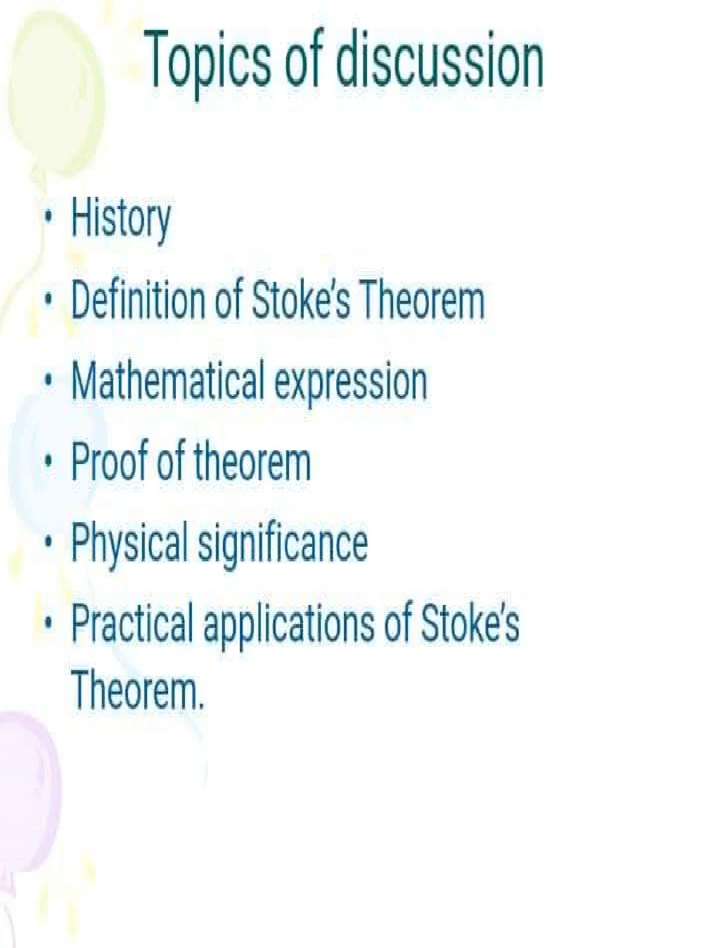 Topics of discussion
• History
• Definition of Stoke's Theorem
• Mathematical expression
• Proof of theorem
• Physical significance
• Practical applications of Stoke's
Theorem.